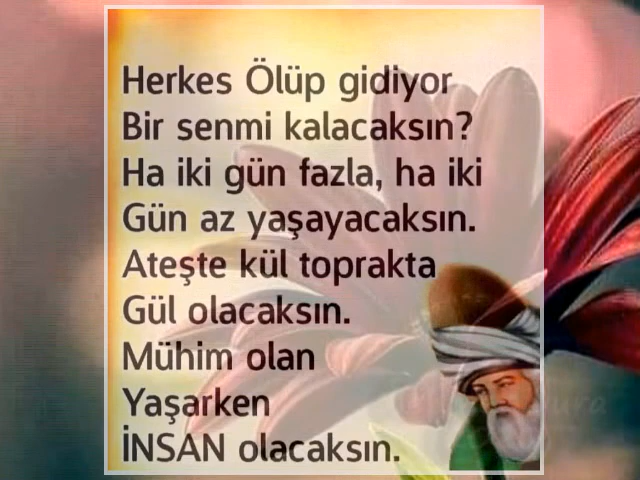 Herkes Ölüp gidiyor
Bir senmi kalacaksın?
Ha iki gün fazla, ha iki
Gün az yaşayacaksın.
Ateşte kül toprakta
Gül olacaksın.
Mühim olan
Yaşarken
İNSAN olacaksın.